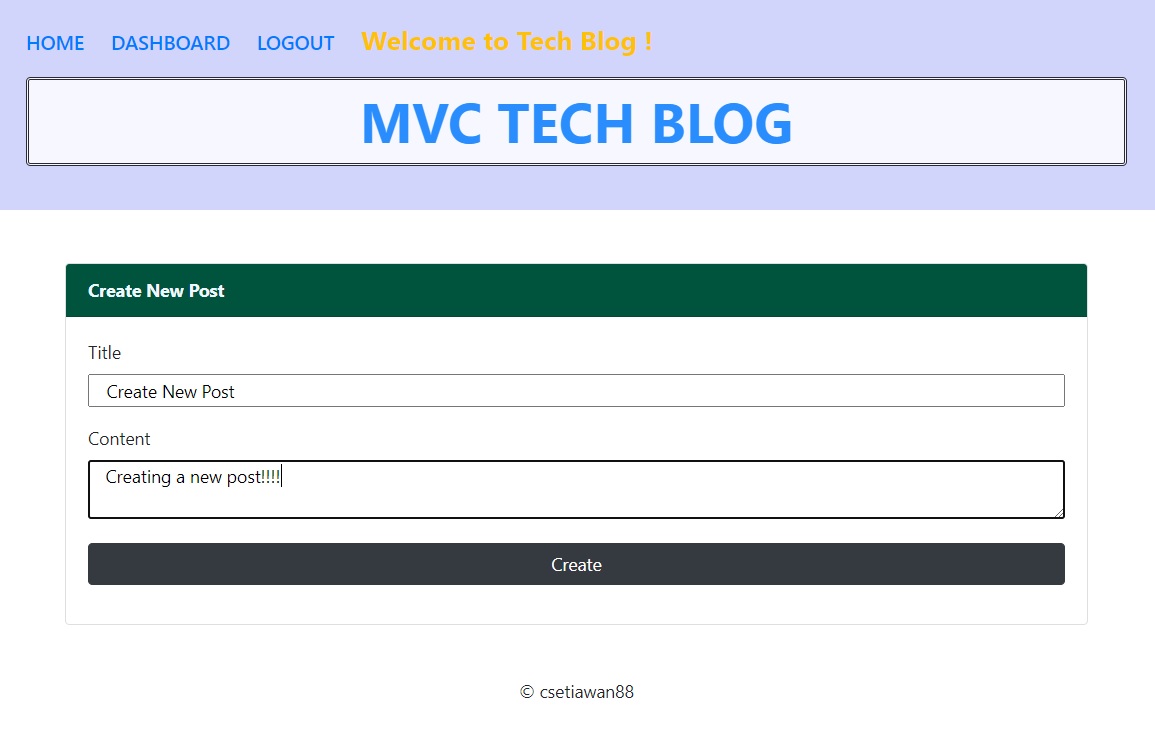 HOME DASHBOARD LOGOUT Welcome to Tech Blog !
MVC TECH BLOG
Create New Post
Title
Create New Post
Content
Creating a new post!!!!
Create
© csetiawan88